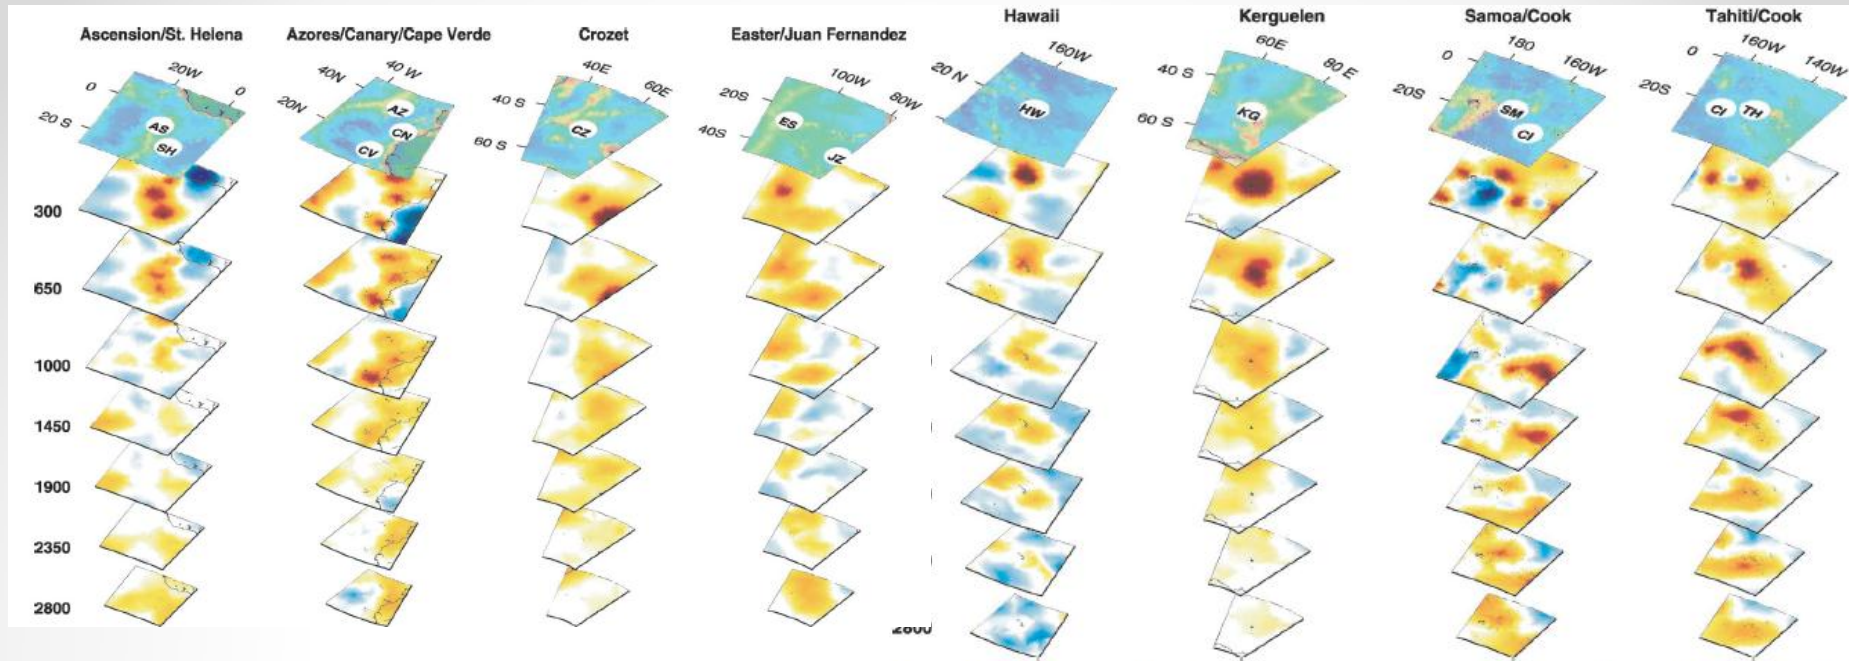 Ascension/St. Helena
20W
0
0
20 S
AS
SH
Azores/Canary/Cape Verde
40 W
40N
20N
AZ
CN
CV
Crozet
40E
60E
40 S
60 S
CZ
Easter/Juan Fernandez
100W
80W
20S
40S
ES
JZ
Hawaii
160W
20 N
HW
Kerguelen
60E
80 E
40 S
60 S
KG
Samoa/Cook
180
160W
0
20S
SM
CI
Tahiti/Cook
160W
140W
0
20S
CI
TH
300
650
1000
1450
1900
2350
2800
2800